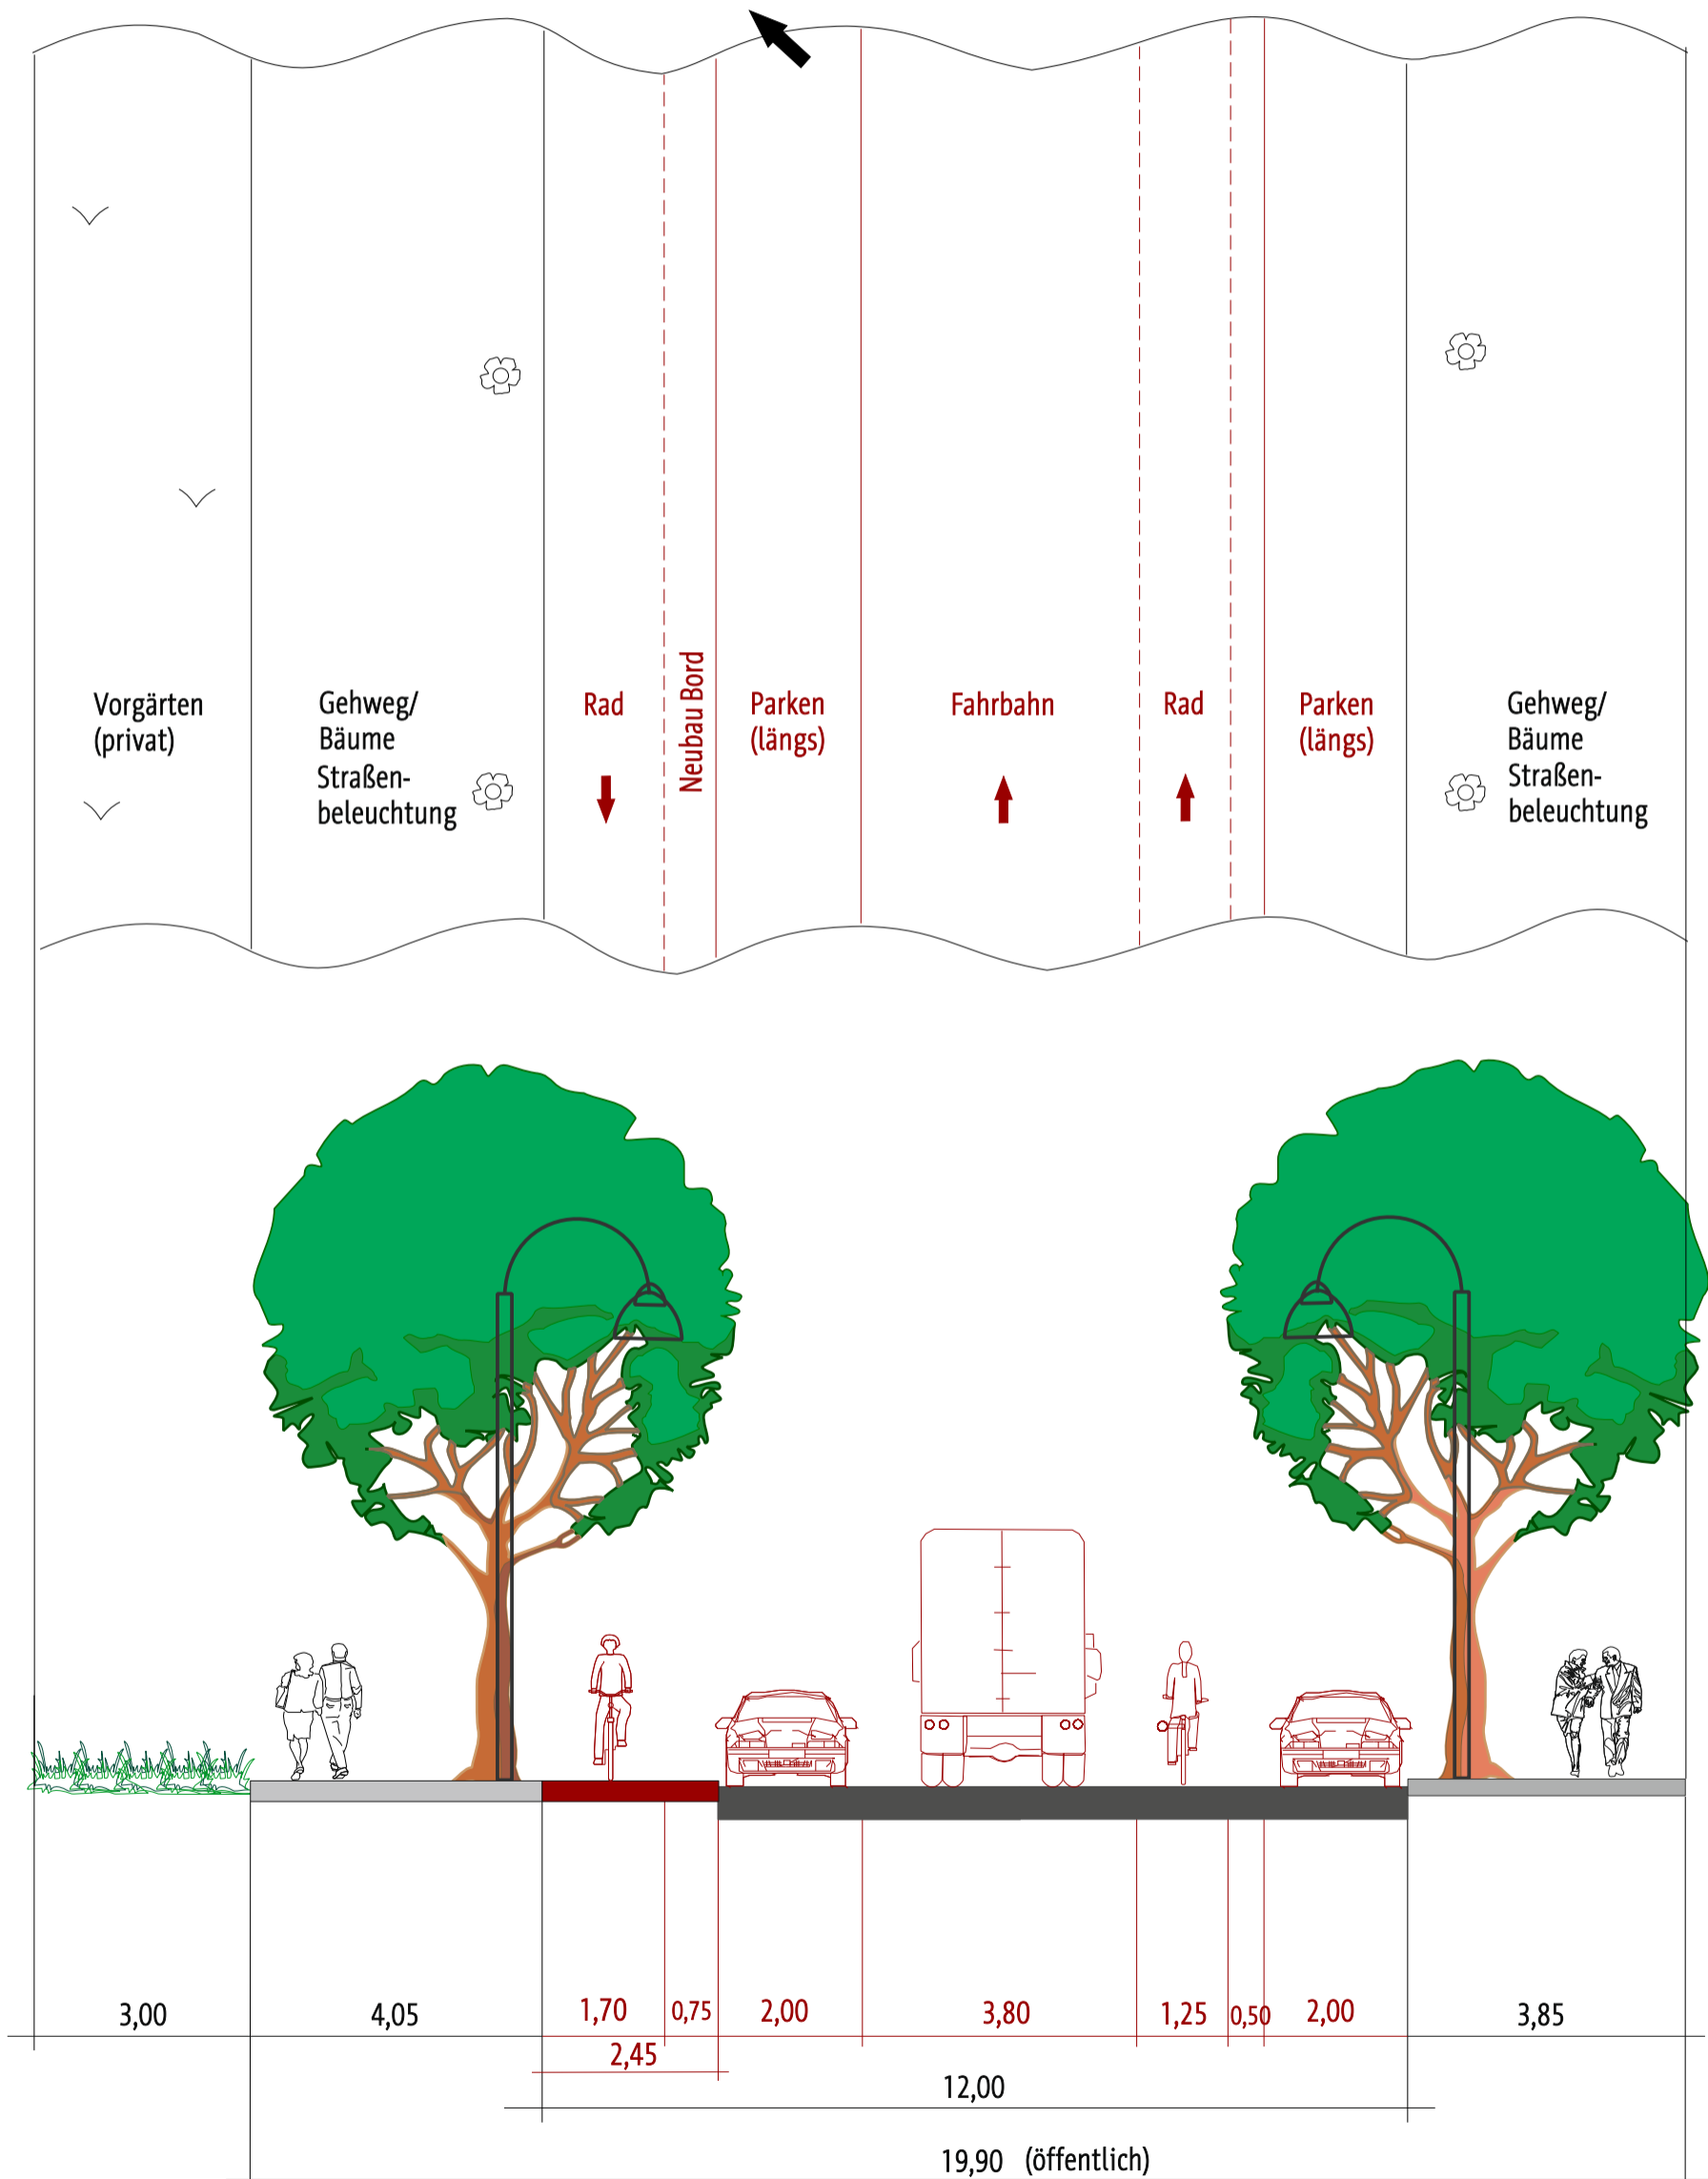 Vorgärten
(privat)
Gehweg/
Bäume
Straßen-
beleuchtung
Rad
Neubau Bord
Parken
(längs)
Fahrbahn
Rad
Parken
(längs)
Gehweg/
Bäume
Straßen-
beleuchtung
3,00
4,05
1,70
0,75
2,00
3,80
1,25
0,50
2,00
3,85
2,45
12,00
19,90 (öffentlich)